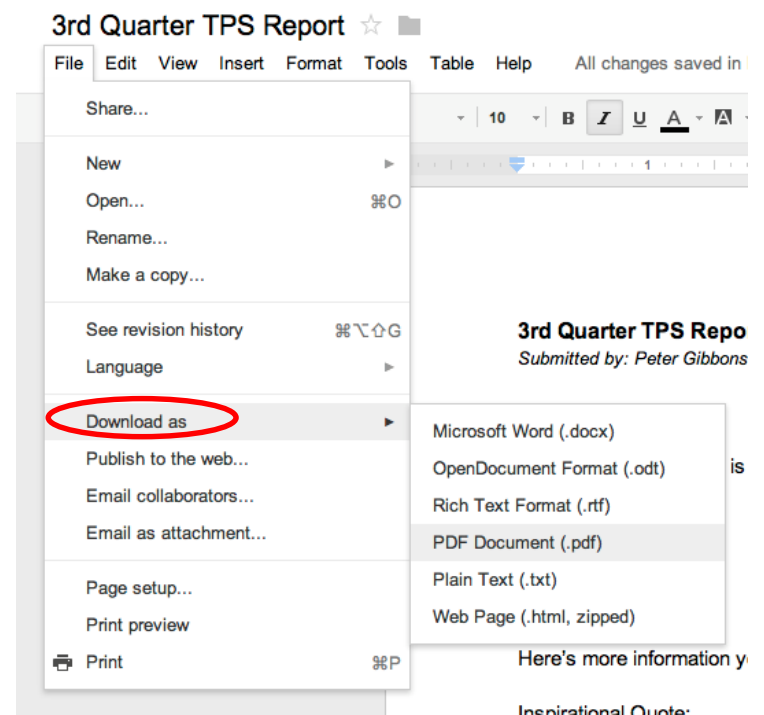 3rd Quarter TPS Report
File Edit View Insert Format Tools Table Help All changes saved in
Share...
10 B I U A A
New
1
Open... ⌘O
Rename...
Make a copy...
See revision history ⌘⌥⇧G
3rd Quarter TPS Repo
Submitted by: Peter Gibbons
Language
Download as
Microsoft Word (.docx)
Publish to the web...
OpenDocument Format (.odt)
is
Email collaborators...
Rich Text Format (.rtf)
Email as attachment...
PDF Document (.pdf)
Plain Text (.txt)
Page setup...
Web Page (.html, zipped)
Print preview
Print ⌘P
Here's more information y
Inspirational Quote: